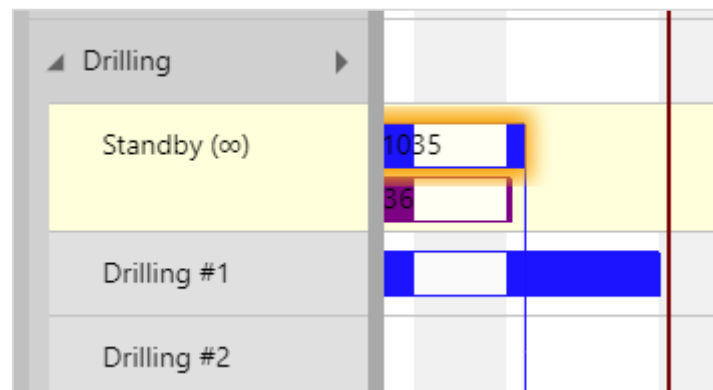 Drilling
Standby (∞) 1035
36
Drilling #1
Drilling #2